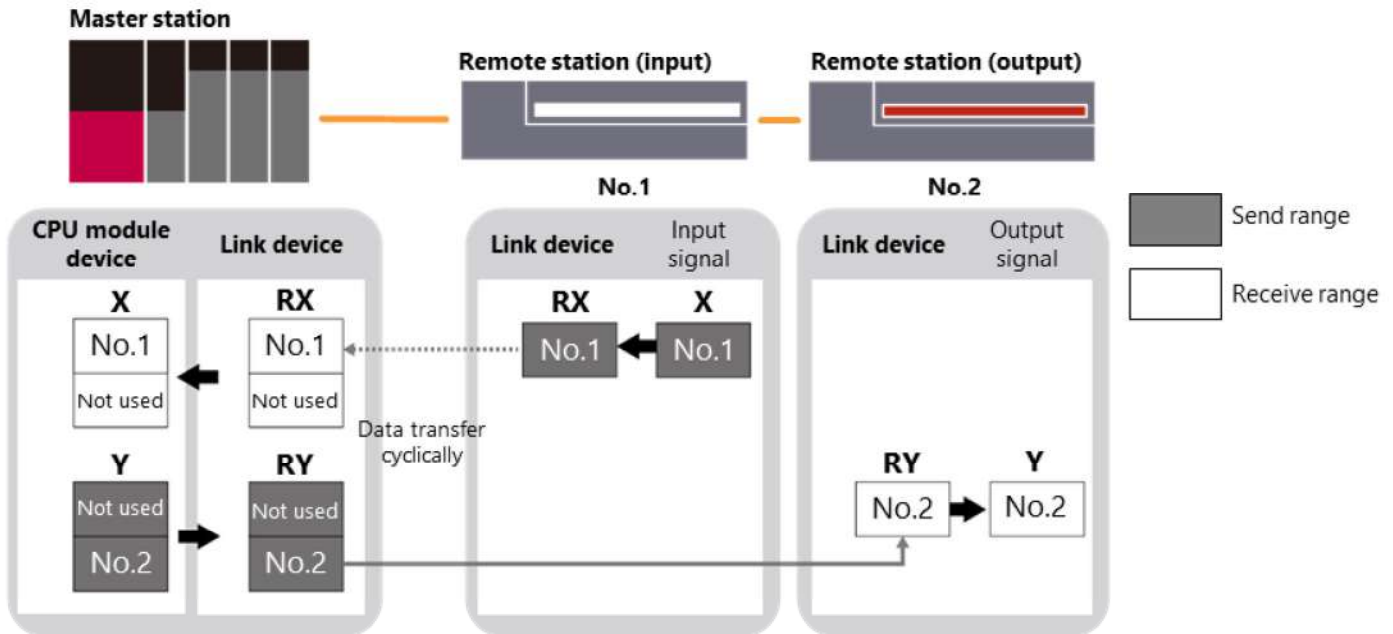 Master station
Remote station (input)
Remote station (output)
No.1
No.2
Send range
Receive range
CPU module
device
Link device
Link device
Input
signal
Link device
Output
signal
X
RX
RX
X
No.1
No.1
No.1
No.1
Not used
Not used
Data transfer
cyclically
Y
RY
RY
Y
Not used
Not used
No.2
No.2
No.2
No.2